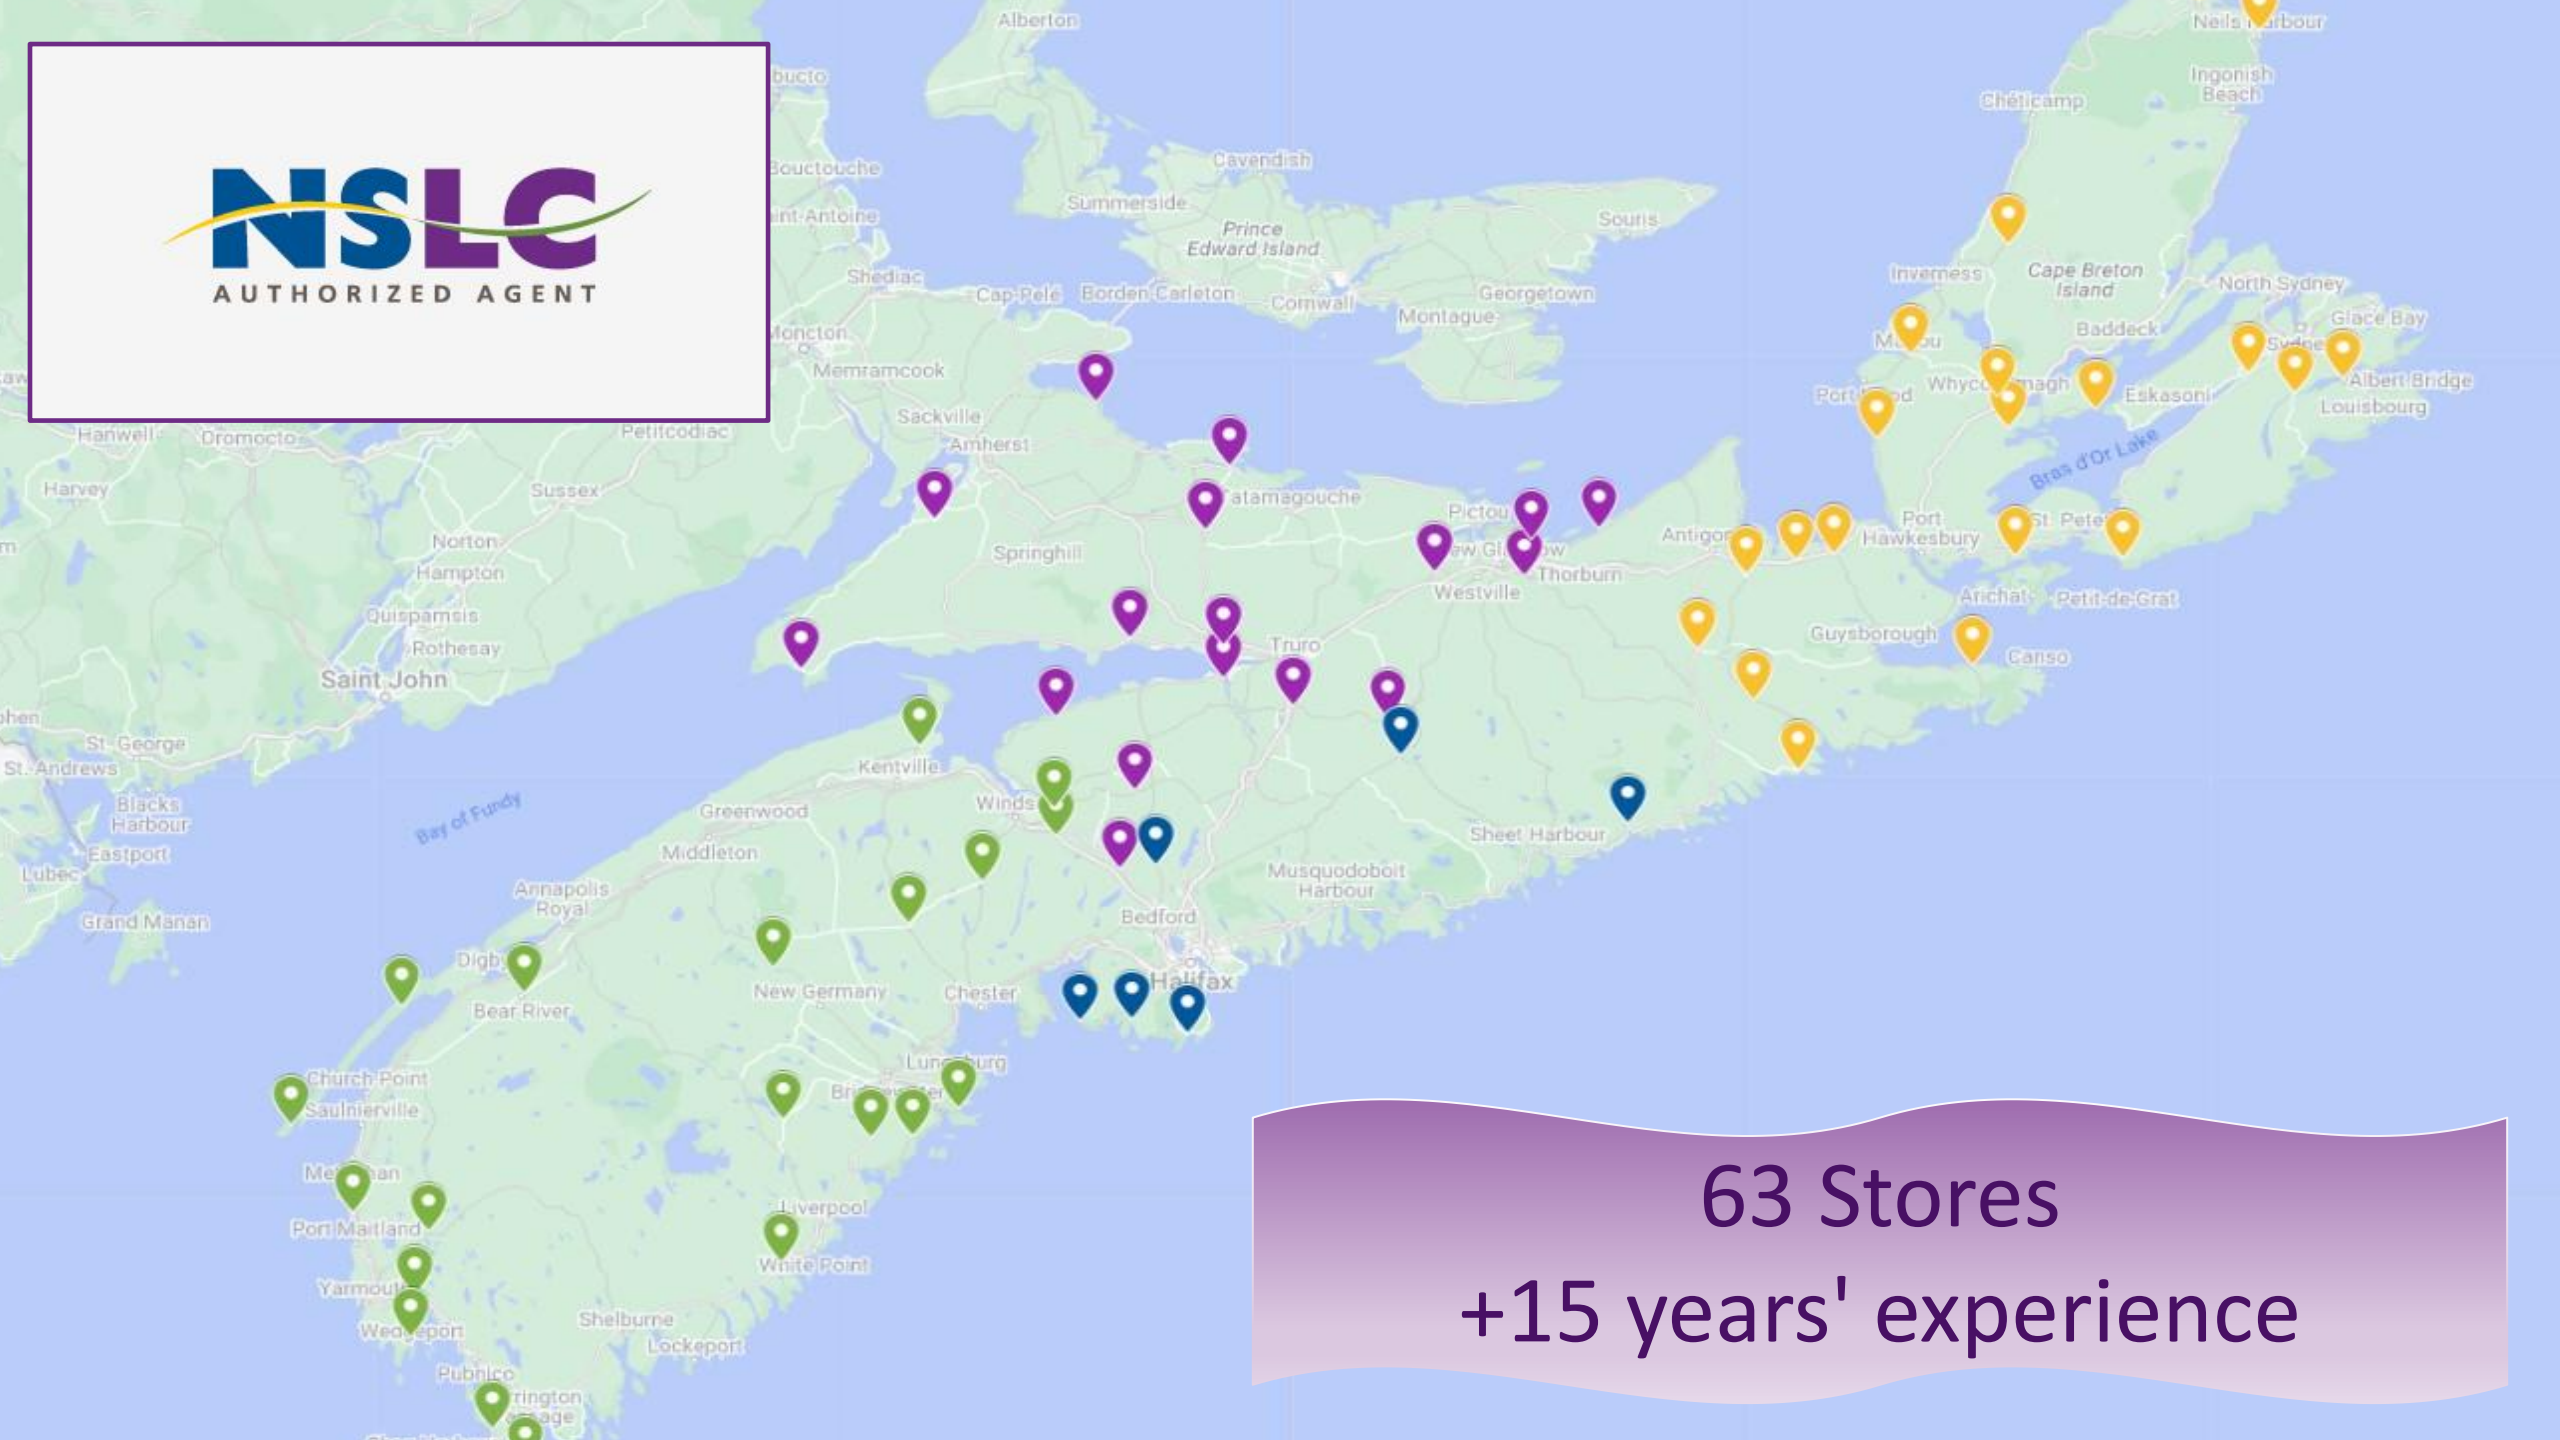 NSLC
AUTHORIZED AGENT
Alberton
Neils
Ingonish
Beach
Chéticamp
Bouctouche
Cavendish
Summerside
Souris
Prince
Edward Island
Shediac
Cap-Pelé
Borden-Carleton
Cornwall
Georgetown
Montague
Inverness
Cape Breton
Island
North Sydney
Glace Bay
Baddeck
Memramcook
Eskasoni
Albert Bridge
Louisbourg
Sackville
Amherst
Petitcodiac
Hanwell
Oromocto
Harvey
Sussex
Bras d'Or Lake
Pictou
Norton
Springhill
Port
Hawkesbury
Hampton
Thorburn
Westville
Arichat
Petit-de-Grat
Quispamsis
Rothesay
Truro
Guysborough
Canso
Saint John
St. George
St. Andrews
Kentville
Blacks
Harbour
Bay of Fundy
Greenwood
Eastport
Middleton
Sheet Harbour
Lubec
Annapolis
Royal
Musquodoboit
Harbour
Grand Manan
Bedford
Halifax
New Germany
Chester
Bear River
Church Point
Saulnierville
Port Maitland
Liverpool
White Point
Shelburne
Lockeport
Pubnico
63 Stores
+15 years' experience